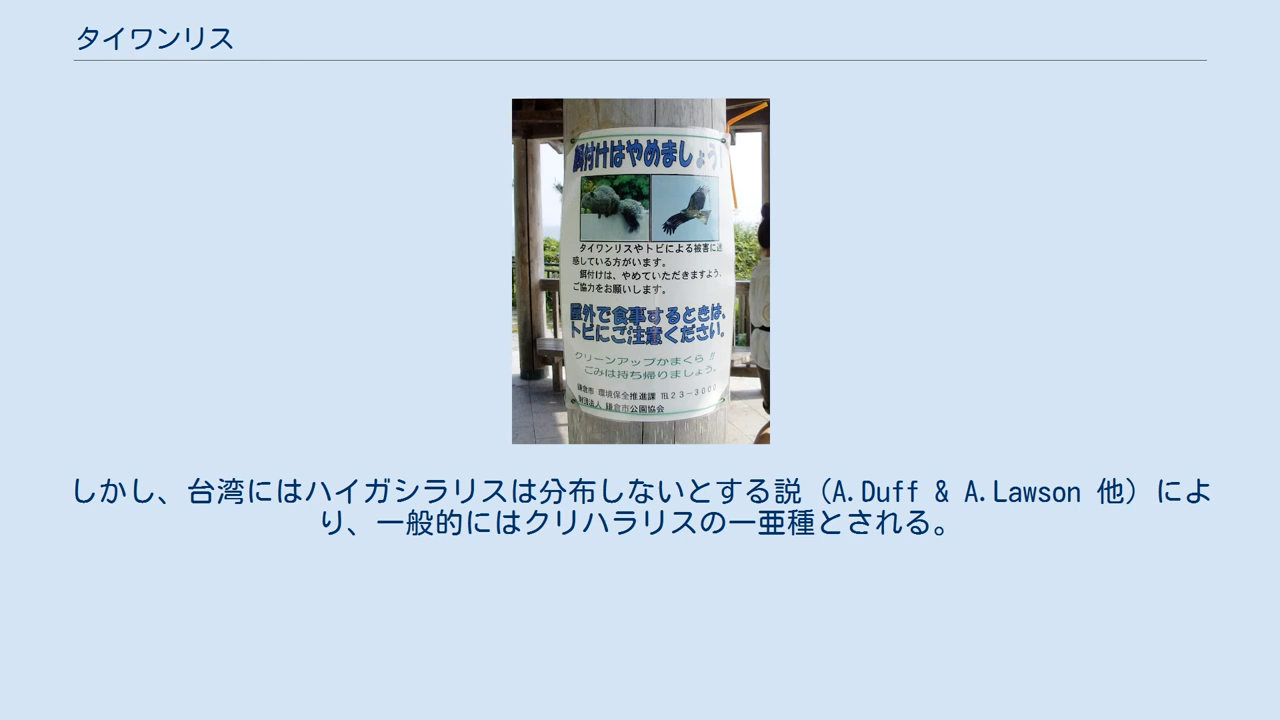 タイワンリス
餌付けはやめましょう!
タイワンリスやトビによる被害に迷
惑している方がいます。
餌付けは、やめていただきますよう、
ご協力をお願いします。
屋外で食事するときは、
トビにご注意ください。
クリーンアップかまくら !!
ごみは持ち帰りましょう。
鎌倉市 環境保全推進課 ℡23-3000
財団法人 鎌倉市公園協会
しかし、台湾にはハイガシラリスは分布しないとする説（A.Duff & A.Lawson 他）によ
り、一般的にはクリハラリスの一亜種とされる。